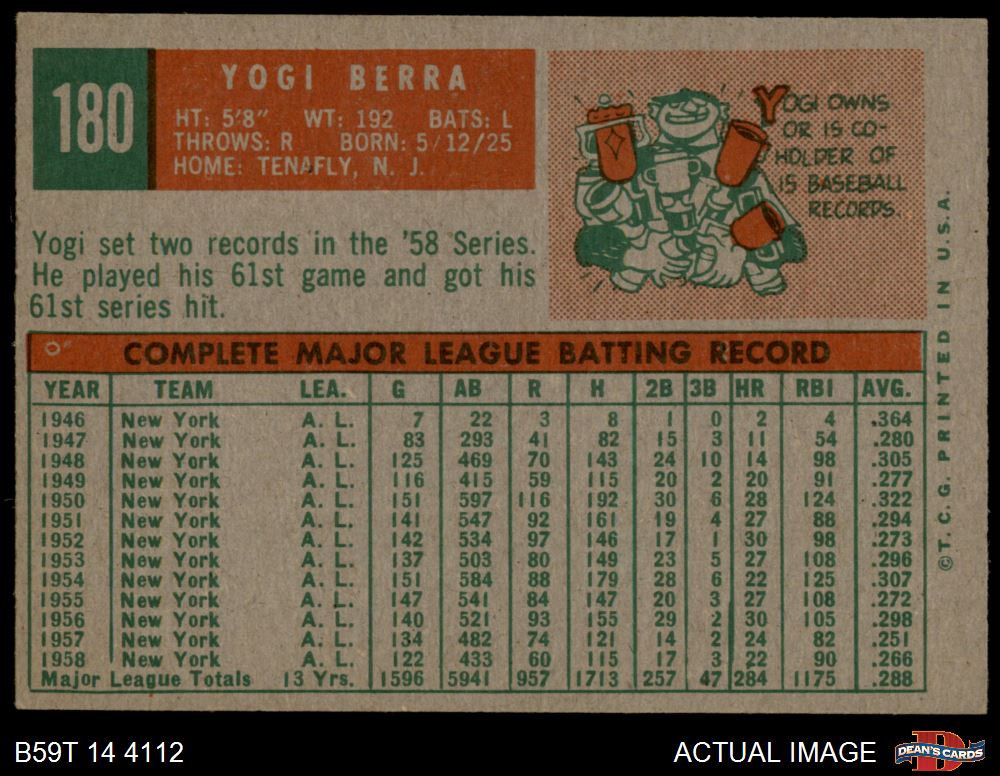 180
YOGI BERRA
HT: 5'8" WT: 192 BATS: L
THROWS: R BORN: 5/12/25
HOME: TENAFLY, N. J.
YOGI OWNS
OR IS CO-
HOLDER OF
15 BASEBALL
RECORDS.
Yogi set two records in the '58 Series.
He played his 61st game and got his
61st series hit.
COMPLETE MAJOR LEAGUE BATTING RECORD
YEAR TEAM LEA. G AB R H 2B 3B HR RBI AVG.
1946 New York A. L. 7 22 3 8 1 0 2 4 .364
1947 New York A. L. 83 293 41 82 15 3 11 54 .280
1948 New York A. L. 125 469 70 143 24 10 14 98 .305
1949 New York A. L. 116 415 59 115 20 2 20 91 .277
1950 New York A. L. 151 597 116 192 30 6 28 124 .322
1951 New York A. L. 141 547 92 161 19 4 27 88 .294
1952 New York A. L. 142 534 97 146 17 1 30 98 .273
1953 New York A. L. 137 503 80 149 23 5 27 108 .296
1954 New York A. L. 151 584 88 179 28 6 22 125 .307
1955 New York A. L. 147 541 84 147 20 3 27 108 .272
1956 New York A. L. 140 521 93 155 29 2 30 105 .298
1957 New York A. L. 134 482 74 121 14 2 24 82 .251
1958 New York A. L. 122 433 60 115 17 3 22 90 .266
Major League Totals 13 Yrs. 1596 5941 957 1713 257 47 284 1175 .288
© T. C. G. PRINTED IN U.S.A.
B59T 14 4112
ACTUAL IMAGE
DEAN'S CARDS